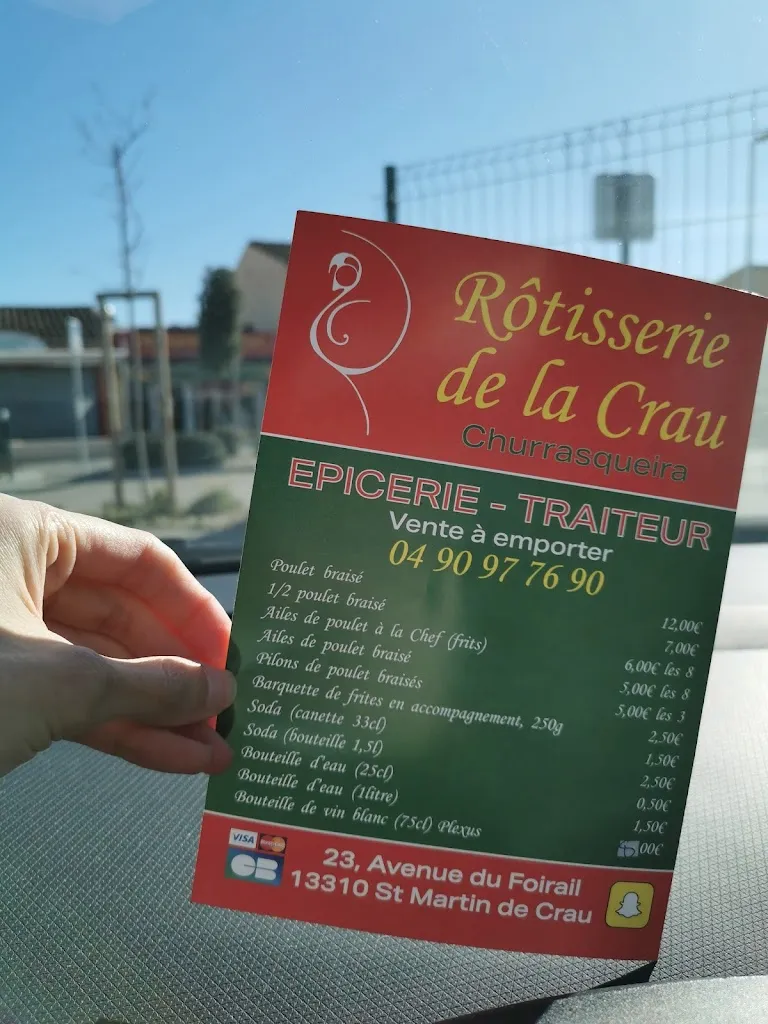 Rôtisserie
de la Crau
Churrasqueira
EPICERIE - TRAITEUR
Vente à emporter
04 90 97 76 90
Poulet braisé 12,00€
1/2 poulet braisé 7,00€
Ailes de poulet à la Chef (frits) 6,00€ les 8
Ailes de poulet braisé 5,00€ les 8
Pilons de poulet braisés 5,00€ les 3
Barquette de frites en accompagnement, 250g 2,50€
Soda (canette 33cl) 1,50€
Soda (bouteille 1,5l) 2,50€
Bouteille d'eau (25cl) 0,50€
Bouteille d'eau (1litre) 1,50€
Bouteille de vin blanc (75cl) Plexus 00€
VISA MasterCard
CB
23, Avenue du Foirail
13310 St Martin de Crau